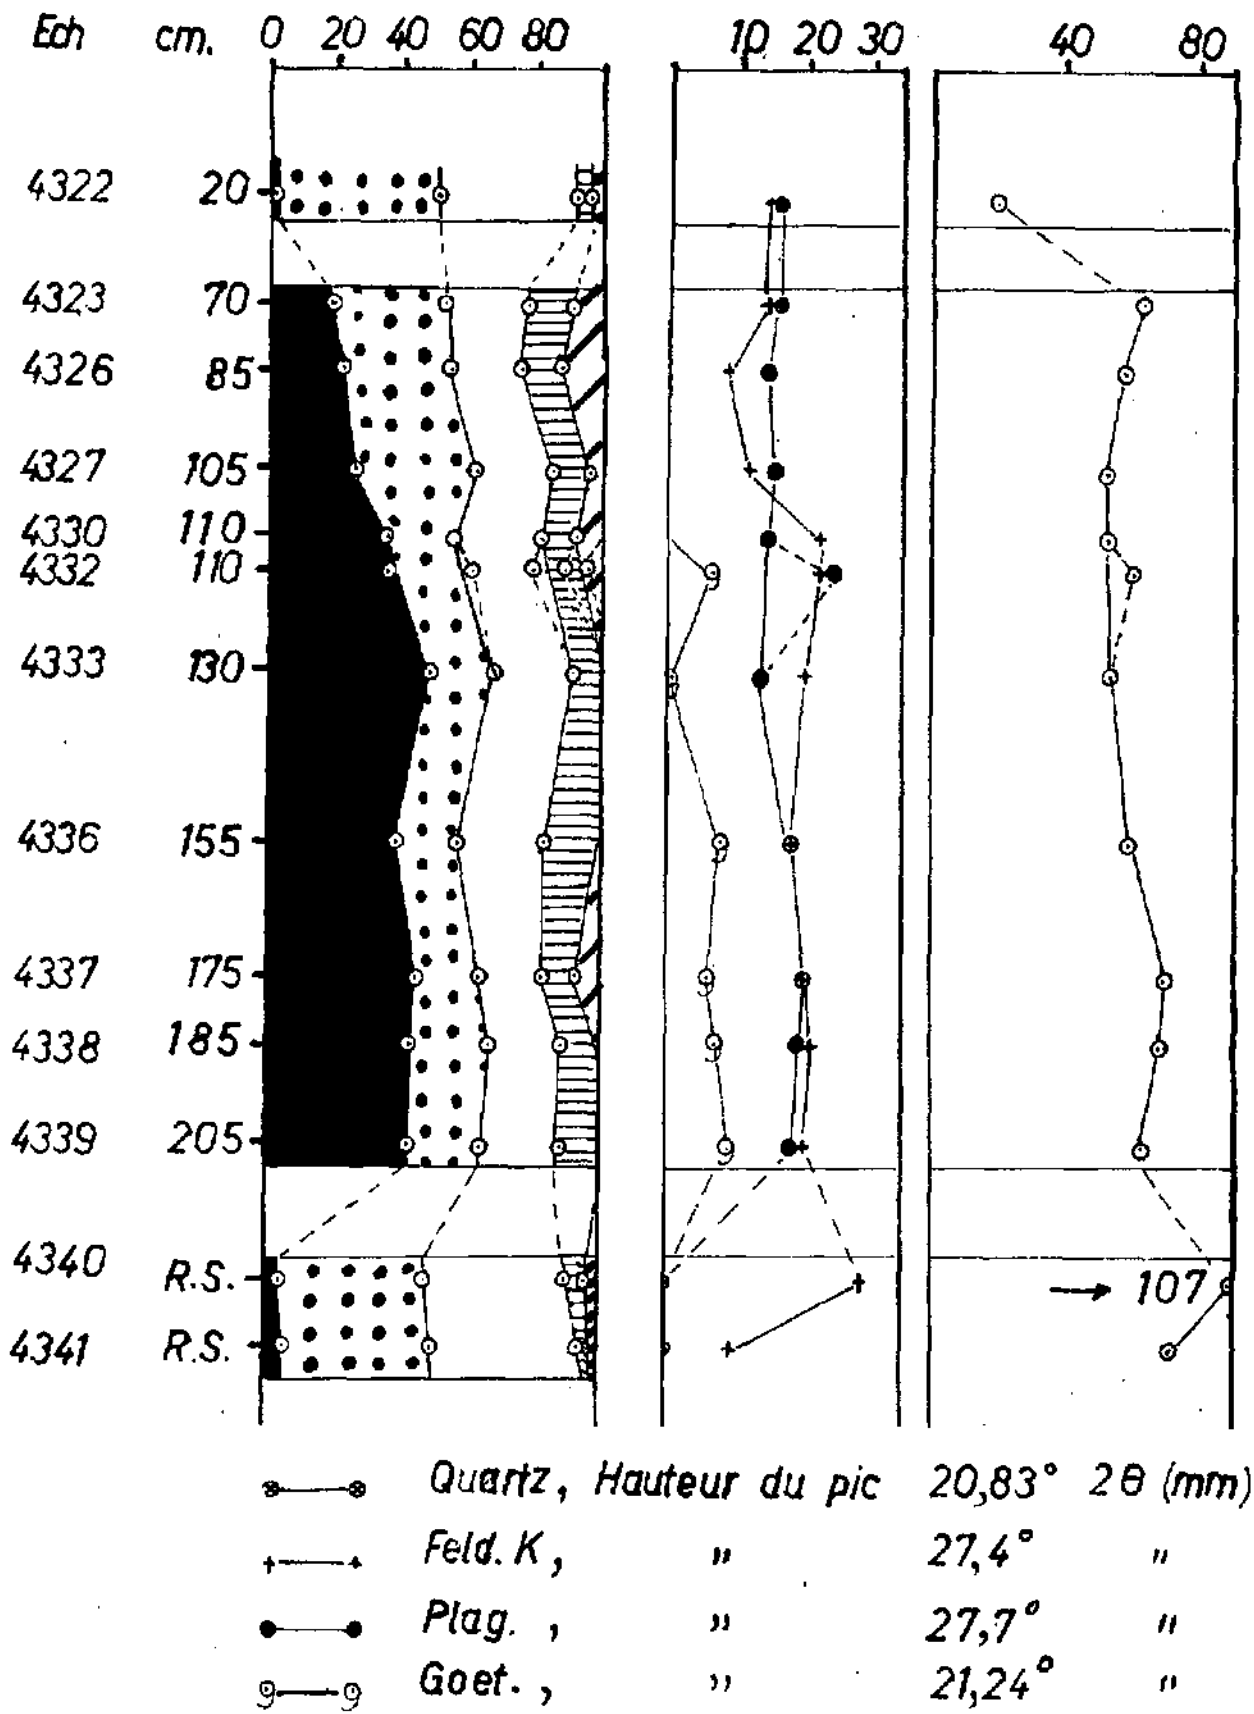 Ech cm. 0 20 40 60 80 10 20 30 40 80
4322 20
4323 70
4326 85
4327 105
4330 110
4332 110
4333 130
4336 155
4337 175
4338 185
4339 205
4340 R.S. → 107
4341 R.S.
Quartz, Hauteur du pic 20,83° 2θ (mm)
Feld. K, " 27,4° "
Plag. , " 27,7° "
g g Goet. , " 21,24° "